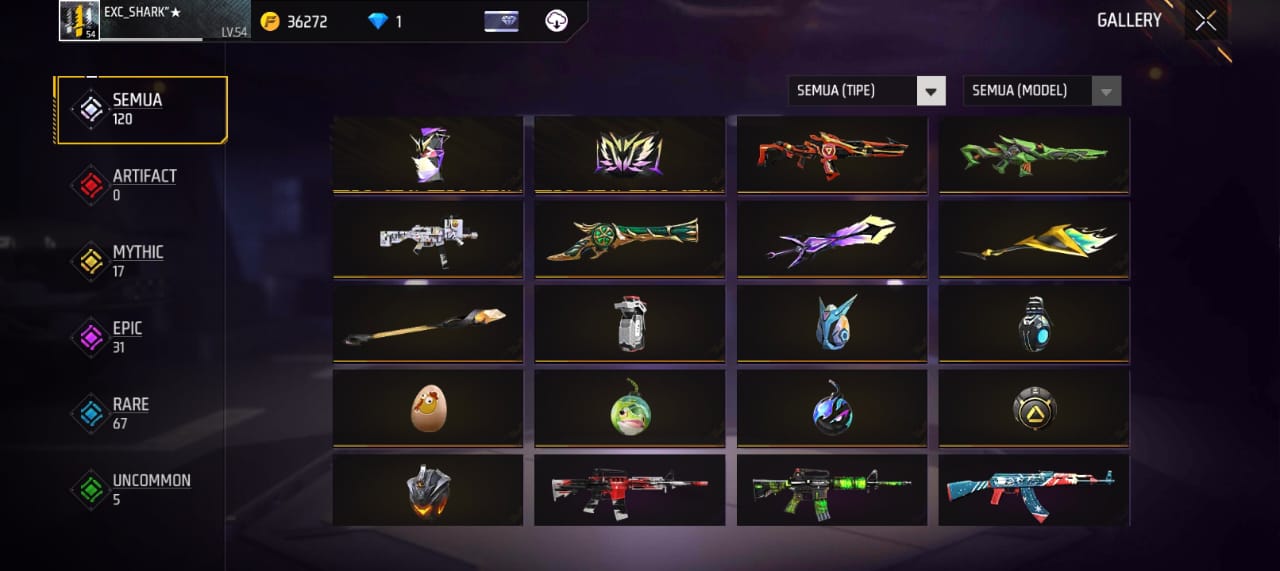 EXC_SHARK"★
54
LV.54
36272
1
GALLERY
SEMUA
120
ARTIFACT
0
MYTHIC
17
EPIC
31
RARE
67
UNCOMMON
5
SEMUA (TIPE)
SEMUA (MODEL)